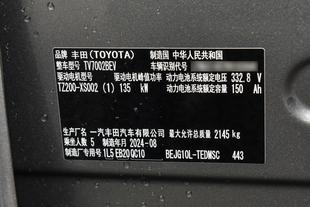 品牌 丰田(TOYOTA) 制造国 中华人民共和国
整车型号 TV7002BEV 车辆识别代号
驱动电机型号 驱动电机峰值功率 动力电池系统额定电压 332.8 V
TZ200-XS002 (1) 135 kW 动力电池系统额定容量 150 Ah
生产厂名 一汽丰田汽车有限公司 最大允许总质量 2145 kg
乘坐人数 5 制造年月 2024-08
制造厂专用号 1L5 EB20 QC10 BEJG10L-TEDMSC 443